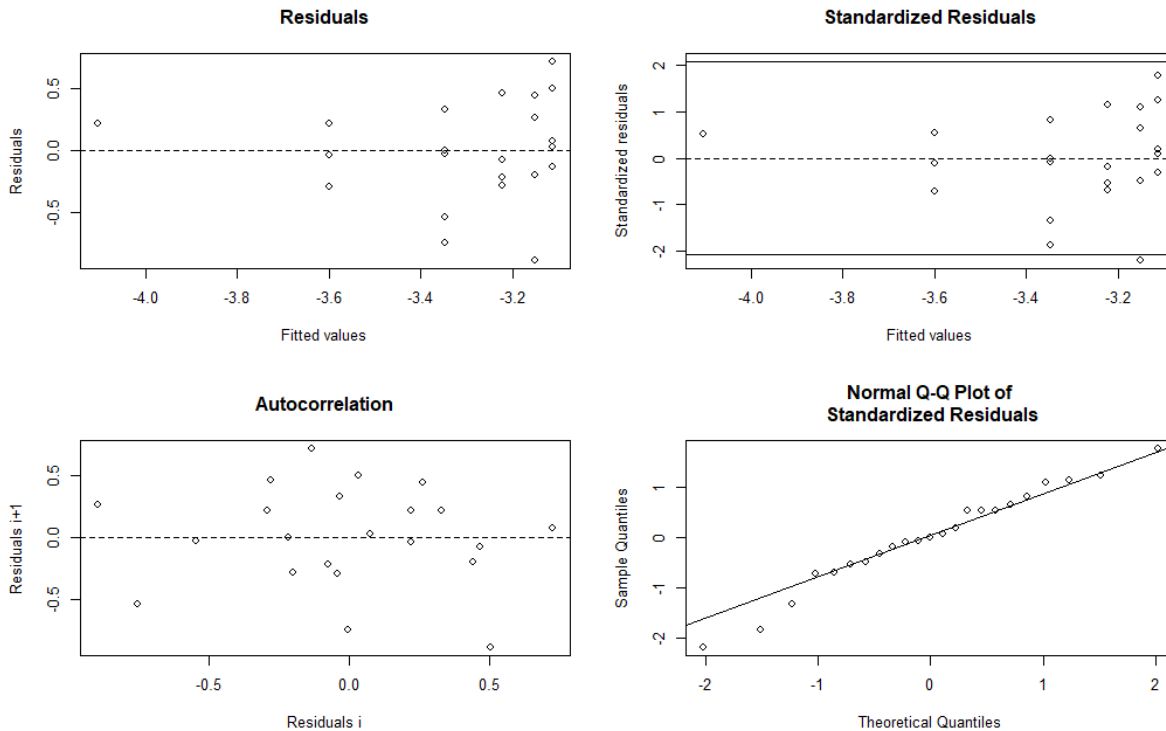 Residuals
Residuals
0.5
0.0
-0.5
-4.0 -3.8 -3.6 -3.4 -3.2
Fitted values
Standardized Residuals
Standardized residuals
2
1
0
-1
-2
-4.0 -3.8 -3.6 -3.4 -3.2
Fitted values
Autocorrelation
Residuals i+1
0.5
0.0
-0.5
-0.5 0.0 0.5
Residuals i
Normal Q-Q Plot of
Standardized Residuals
Sample Quantiles
1
0
-1
-2
-2 -1 0 1 2
Theoretical Quantiles